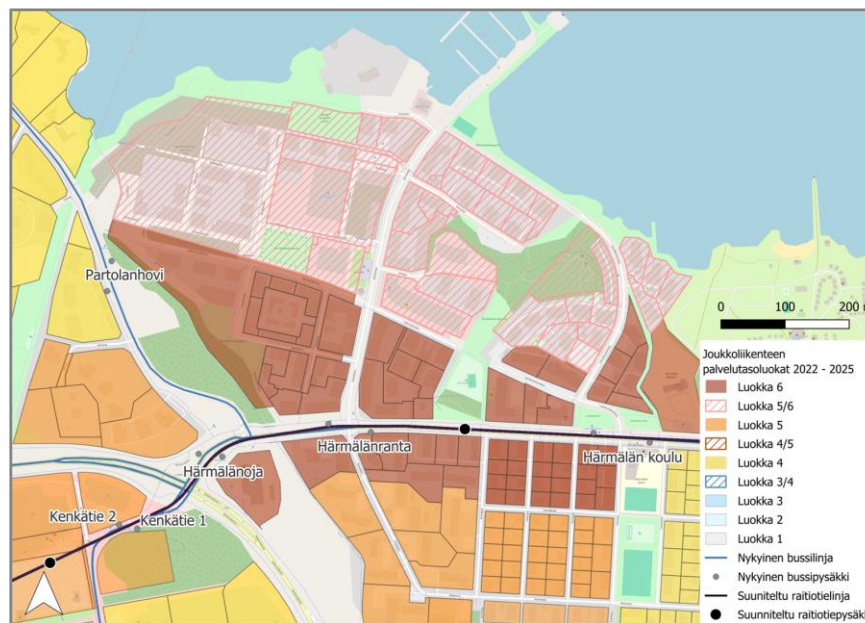 Partolanhovi
Härmälänranta
Härmälänoja
Härmälän koulu
Kenkätie 2
Kenkätie 1
0 100 200 m
Joukkoliikenteen
palvelutasoluokat 2022 - 2025
Luokka 6
Luokka 5/6
Luokka 5
Luokka 4/5
Luokka 4
Luokka 3/4
Luokka 3
Luokka 2
Luokka 1
Nykyinen bussilinja
Nykyinen bussipysäkki
Suuniteltu raitiotielinja
Suunniteltu raitiotiepysäkki